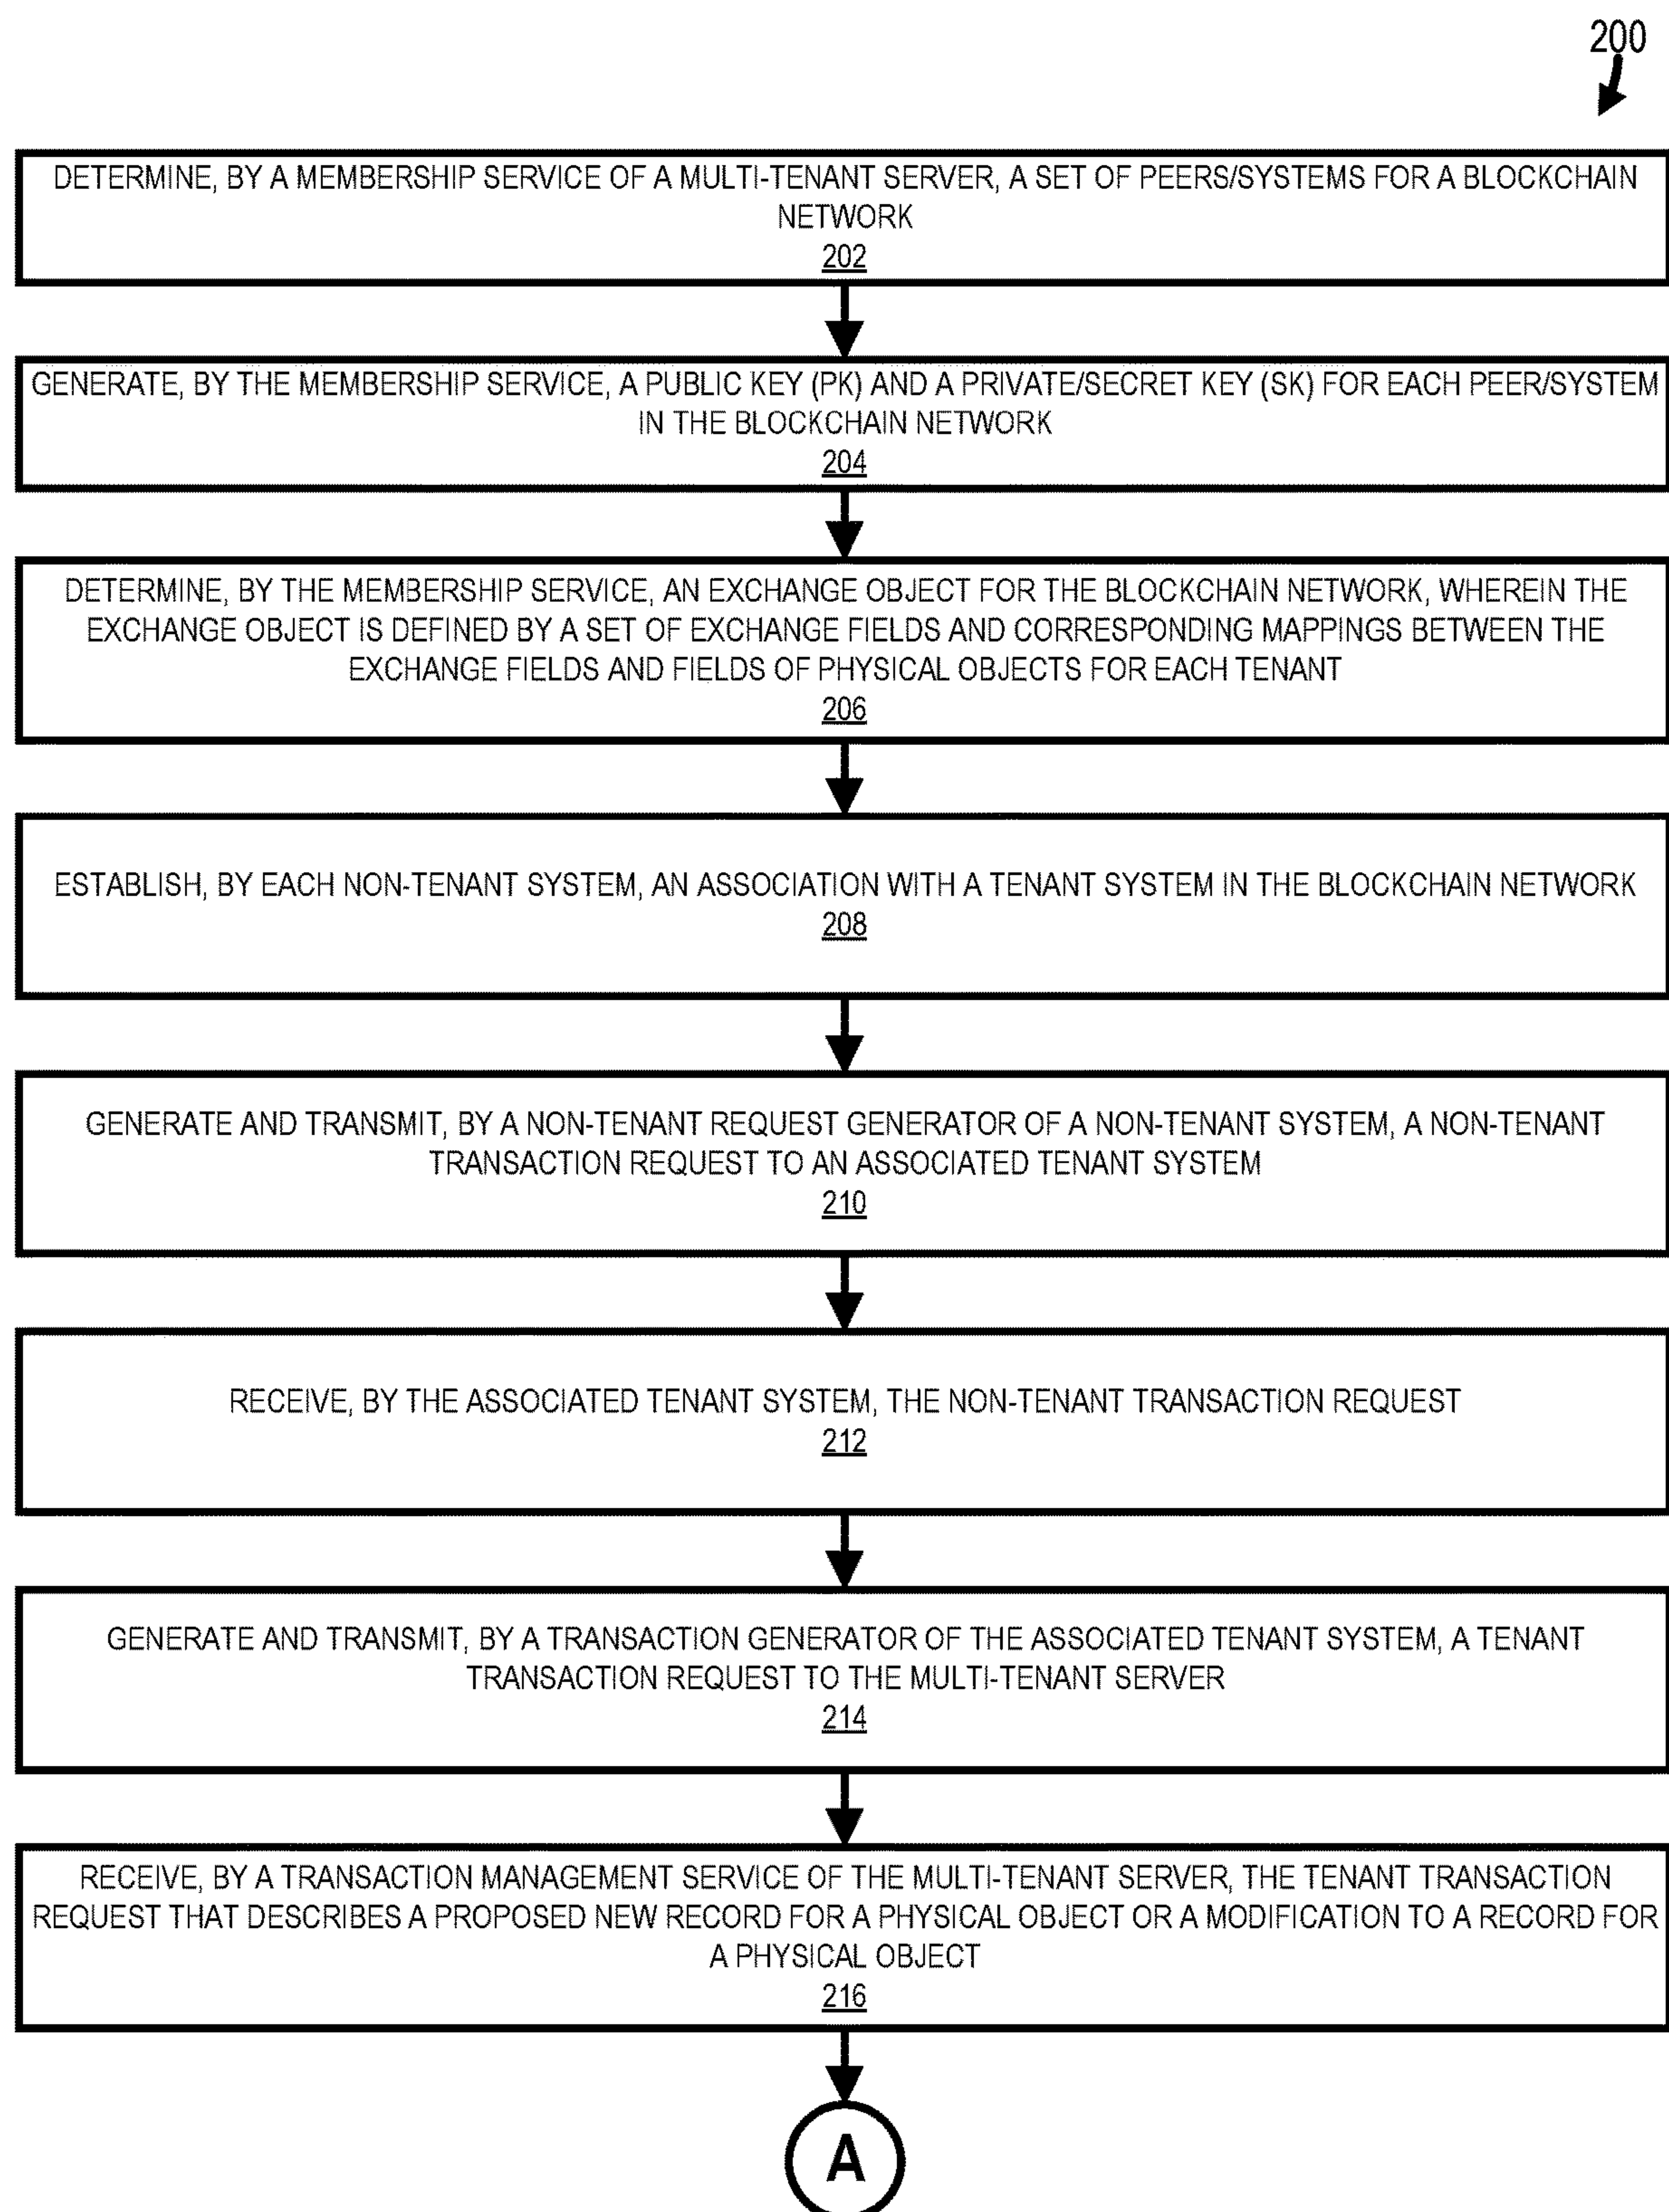 200
DETERMINE, BY A MEMBERSHIP SERVICE OF A MULTI-TENANT SERVER, A SET OF PEERS/SYSTEMS FOR A BLOCKCHAIN
NETWORK
202
GENERATE, BY THE MEMBERSHIP SERVICE, A PUBLIC KEY (PK) AND A PRIVATE/SECRET KEY (SK) FOR EACH PEER/SYSTEM
IN THE BLOCKCHAIN NETWORK
204
DETERMINE, BY THE MEMBERSHIP SERVICE, AN EXCHANGE OBJECT FOR THE BLOCKCHAIN NETWORK, WHEREIN THE
EXCHANGE OBJECT IS DEFINED BY A SET OF EXCHANGE FIELDS AND CORRESPONDING MAPPINGS BETWEEN THE
EXCHANGE FIELDS AND FIELDS OF PHYSICAL OBJECTS FOR EACH TENANT
206
ESTABLISH, BY EACH NON-TENANT SYSTEM, AN ASSOCIATION WITH A TENANT SYSTEM IN THE BLOCKCHAIN NETWORK
208
GENERATE AND TRANSMIT, BY A NON-TENANT REQUEST GENERATOR OF A NON-TENANT SYSTEM, A NON-TENANT
TRANSACTION REQUEST TO AN ASSOCIATED TENANT SYSTEM
210
RECEIVE, BY THE ASSOCIATED TENANT SYSTEM, THE NON-TENANT TRANSACTION REQUEST
212
GENERATE AND TRANSMIT, BY A TRANSACTION GENERATOR OF THE ASSOCIATED TENANT SYSTEM, A TENANT
TRANSACTION REQUEST TO THE MULTI-TENANT SERVER
214
RECEIVE, BY A TRANSACTION MANAGEMENT SERVICE OF THE MULTI-TENANT SERVER, THE TENANT TRANSACTION
REQUEST THAT DESCRIBES A PROPOSED NEW RECORD FOR A PHYSICAL OBJECT OR A MODIFICATION TO A RECORD FOR
A PHYSICAL OBJECT
216
A